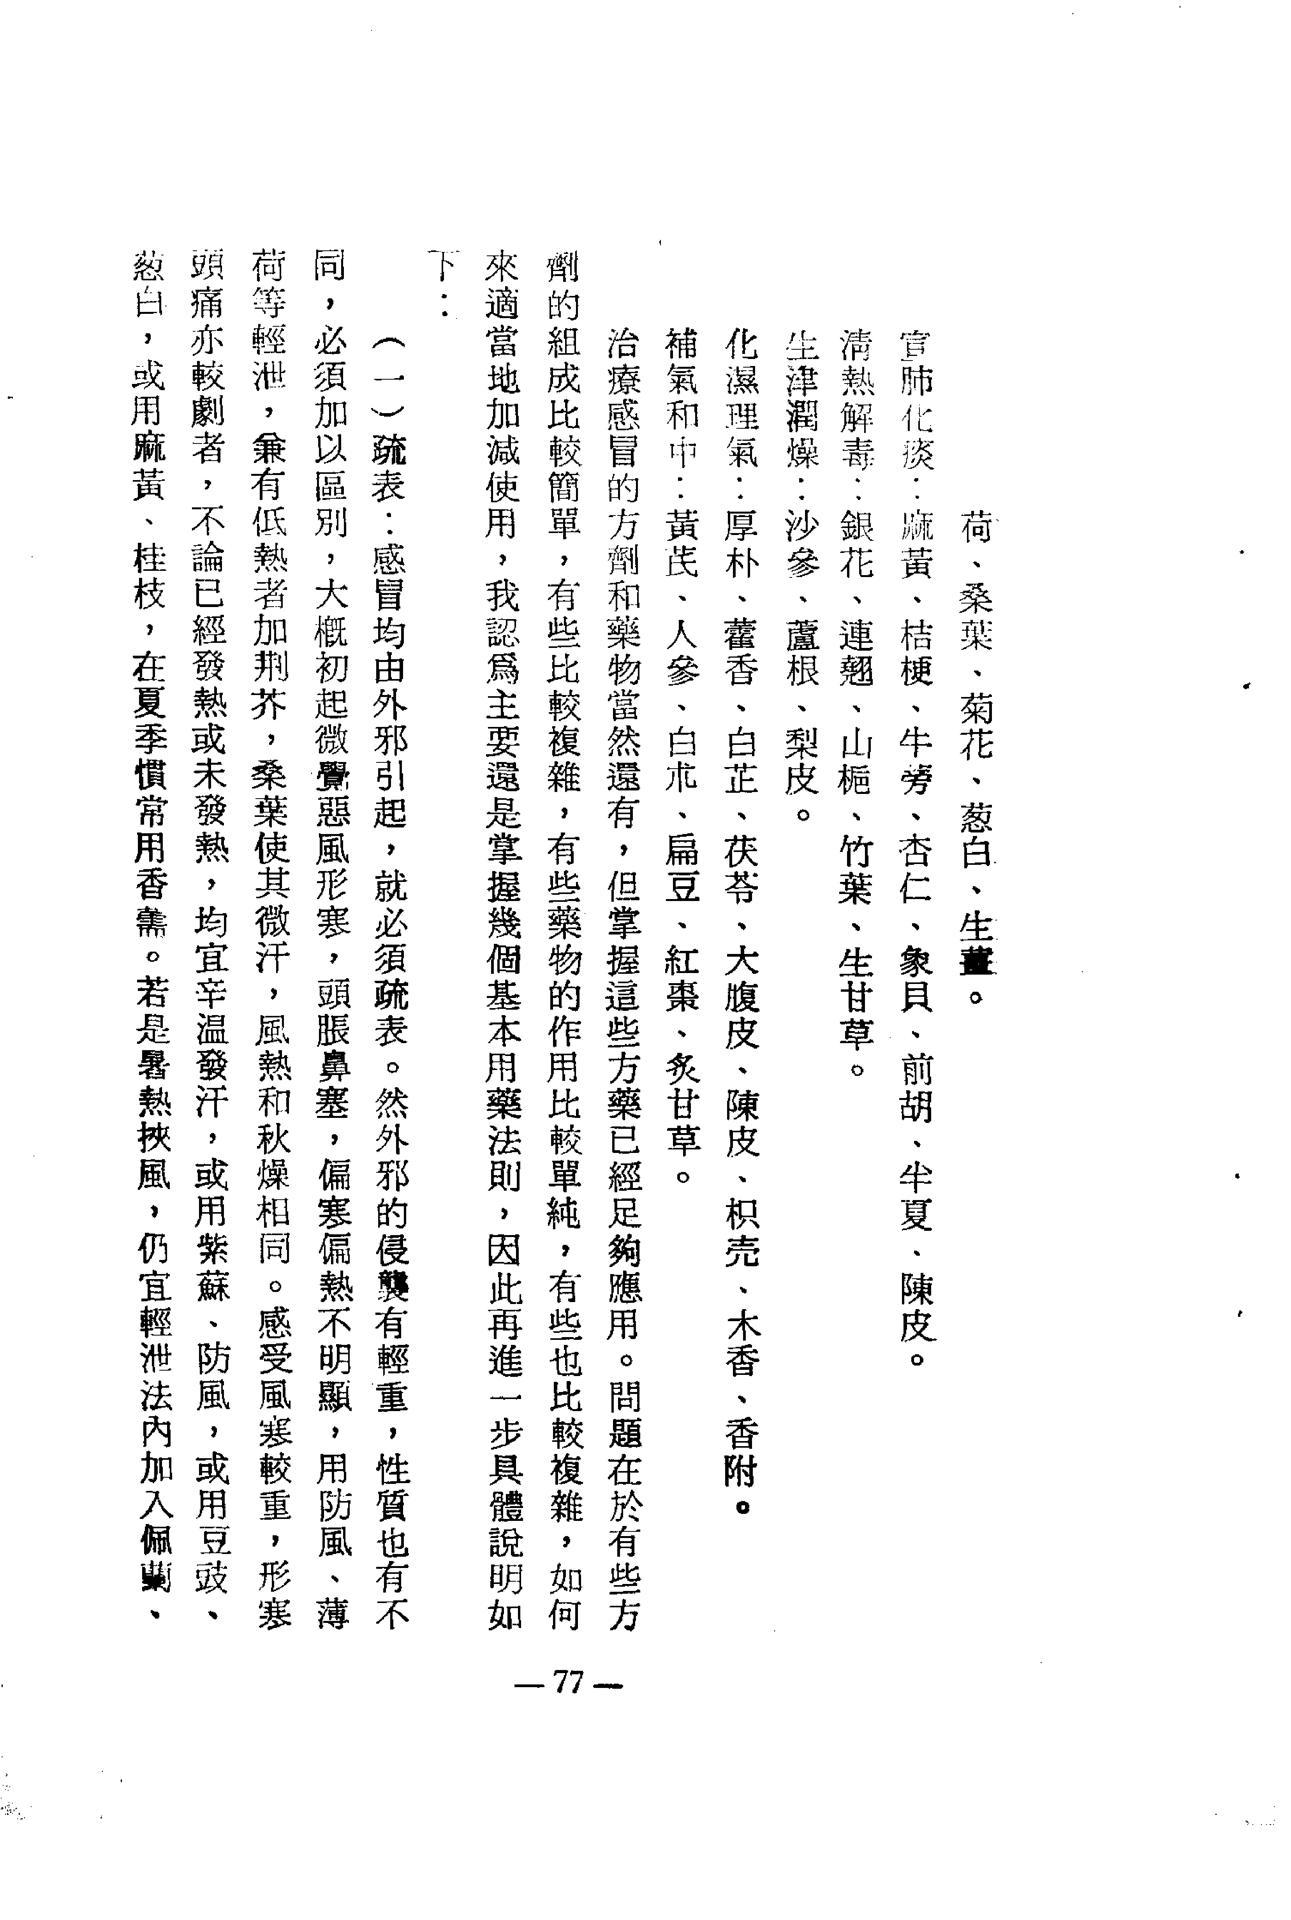 荷、桑葉、菊花、葱白、生薑。
宣肺化痰：麻黃、桔梗、牛蒡、杏仁、象貝、前胡、半夏、陳皮。
清熱解毒：銀花、連翹、山梔、竹葉、生甘草。
生津潤燥：沙參、蘆根、梨皮。
化濕理氣：厚朴、藿香、白芷、茯苓、大腹皮、陳皮、枳壳、木香、香附。
補氣和中：黃芪、人參、白朮、扁豆、紅棗、炙甘草。
治療感冒的方劑和藥物當然還有，但掌握這些方藥已經足夠應用。問題在於有些方
劑的組成比較簡單，有些比較複雜，有些藥物的作用比較單純，有些也比較複雜，如何
來適當地加減使用，我認爲主要還是掌握幾個基本用藥法則，因此再進一步具體說明如
下：
（一）疏表：感冒均由外邪引起，就必須疏表。然外邪的侵襲有輕重，性質也有不
同，必須加以區別，大概初起微覺惡風形寒，頭脹鼻塞，偏寒偏熱不明顯，用防風、薄
荷等輕泄，兼有低熱者加荆芥，桑葉使其微汗，風熱和秋燥相同。感受風寒較重，形寒
頭痛亦較劇者，不論已經發熱或未發熱，均宜辛温發汗，或用紫蘇、防風，或用豆豉、
葱白，或用麻黃、桂枝，在夏季慣常用香薷。若是暑熱挾風，仍宜輕泄法內加入佩蘭、
— 77 —